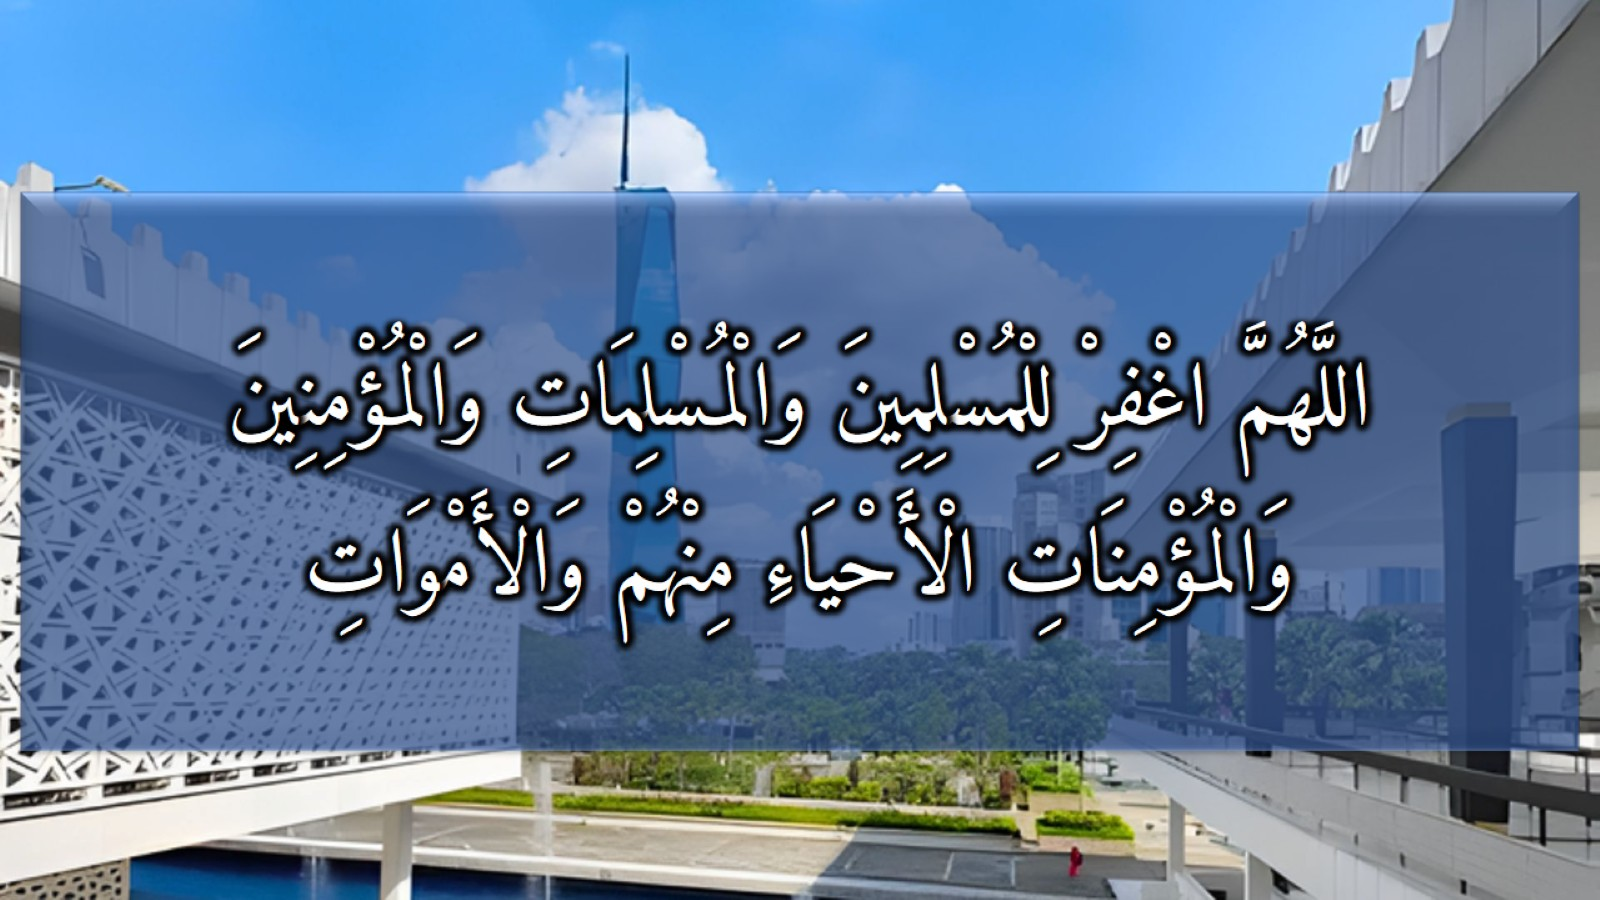 اللَّهُمَّ اغْفِرْ لِلْمُسْلِمِينَ وَالْمُسْلِمَاتِ وَالْمُؤْمِنِينَ
وَالْمُؤْمِنَاتِ الْأَحْيَاءِ مِنْهُمْ وَالْأَمْوَاتِ